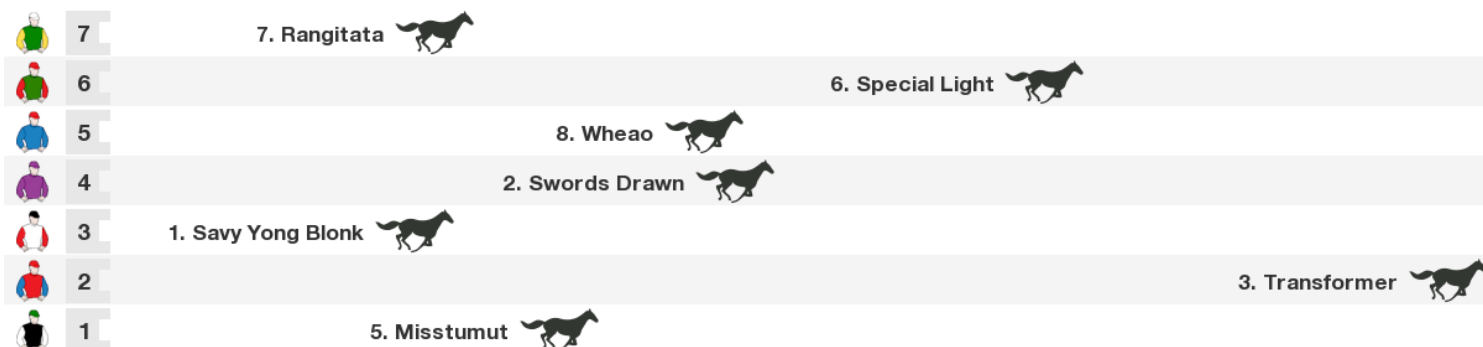 7 7. Rangitata
6 6. Special Light
5 8. Wheao
4 2. Swords Drawn
3 1. Savy Yong Blonk
2 3. Transformer
1 5. Misstumut